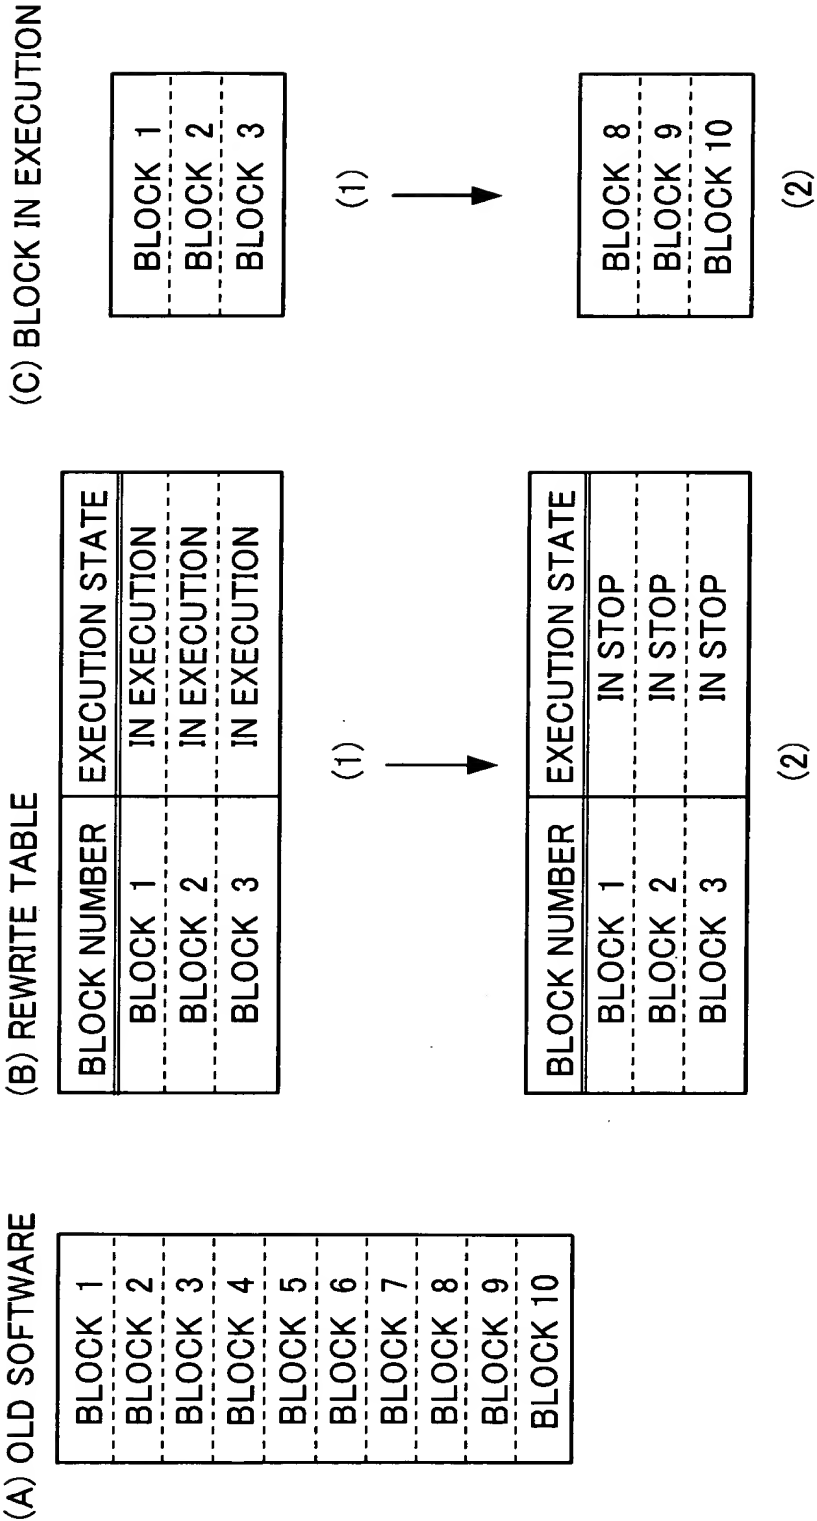 (A) OLD SOFTWARE
BLOCK 1
BLOCK 2
BLOCK 3
BLOCK 4
BLOCK 5
BLOCK 6
BLOCK 7
BLOCK 8
BLOCK 9
BLOCK 10
(B) REWRITE TABLE
BLOCK NUMBER EXECUTION STATE
BLOCK 1 IN EXECUTION
BLOCK 2 IN EXECUTION
BLOCK 3 IN EXECUTION
(1)
BLOCK NUMBER EXECUTION STATE
BLOCK 1 IN STOP
BLOCK 2 IN STOP
BLOCK 3 IN STOP
(2)
(C) BLOCK IN EXECUTION
BLOCK 1
BLOCK 2
BLOCK 3
(1)
BLOCK 8
BLOCK 9
BLOCK 10
(2)